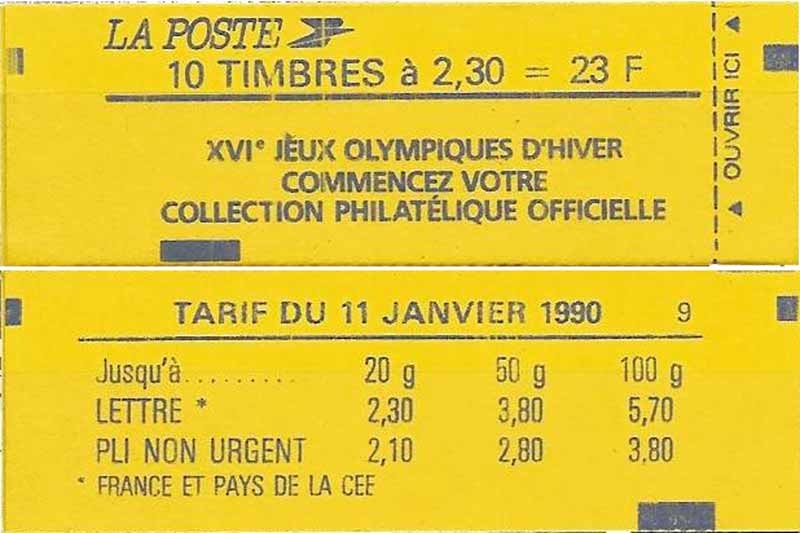 LA POSTE
10 TIMBRES à 2,30 = 23 F
XVIe JEUX OLYMPIQUES D'HIVER
COMMENCEZ VOTRE
COLLECTION PHILATÉLIQUE OFFICIELLE
OUVRIR ICI
TARIF DU 11 JANVIER 1990 9
Jusqu'à......... 20 g 50 g 100 g
LETTRE * 2,30 3,80 5,70
PLI NON URGENT 2,10 2,80 3,80
* FRANCE ET PAYS DE LA CEE